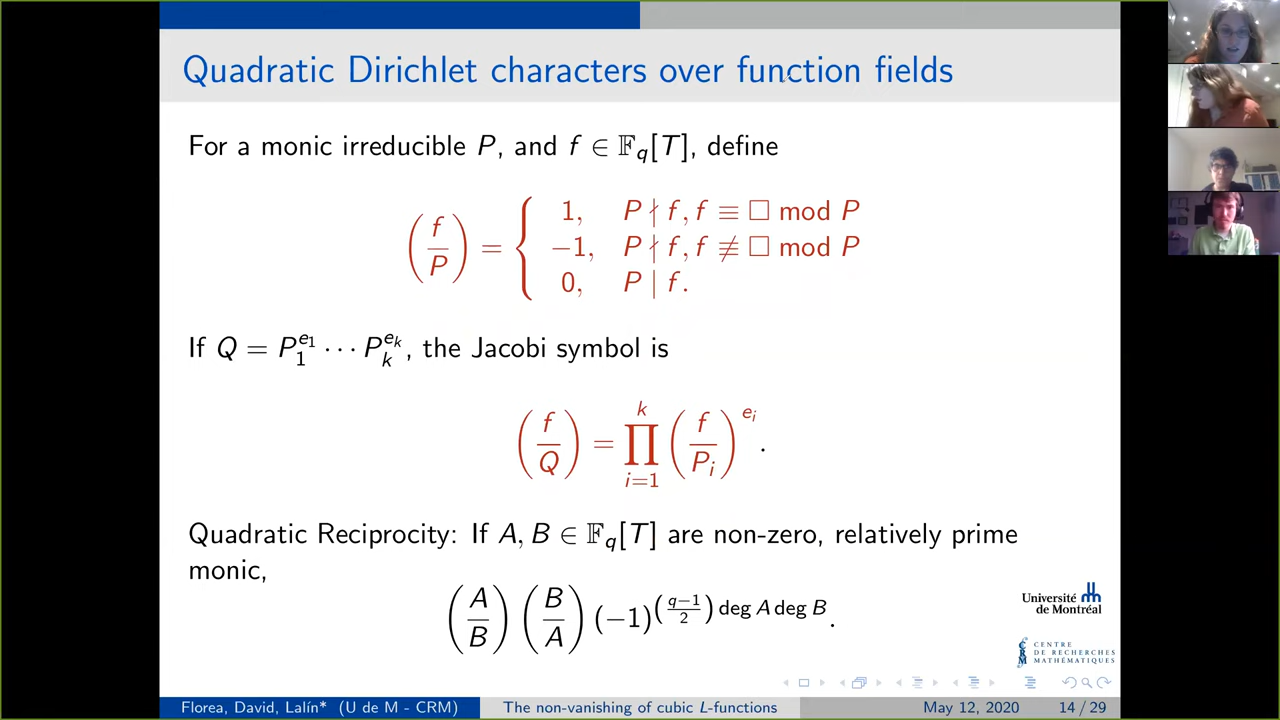 Quadratic Dirichlet characters over function fields
For a monic irreducible P, and f ∈ 𝔽_q[T], define
(f/P) = { 1, P ∤ f, f ≡ □ mod P
−1, P ∤ f, f ≢ □ mod P
0, P | f.
If Q = P_1^{e_1} ⋯ P_k^{e_k}, the Jacobi symbol is
(f/Q) = ∏_{i=1}^{k} (f/P_i)^{e_i}.
Quadratic Reciprocity: If A, B ∈ 𝔽_q[T] are non-zero, relatively prime
monic,
(A/B) (B/A) (−1)^{((q−1)/2) deg A deg B}.
Université
de Montréal
CRM
CENTRE
DE RECHERCHES
MATHÉMATIQUES
Florea, David, Lalín* (U de M - CRM) The non-vanishing of cubic L-functions May 12, 2020 14 / 29